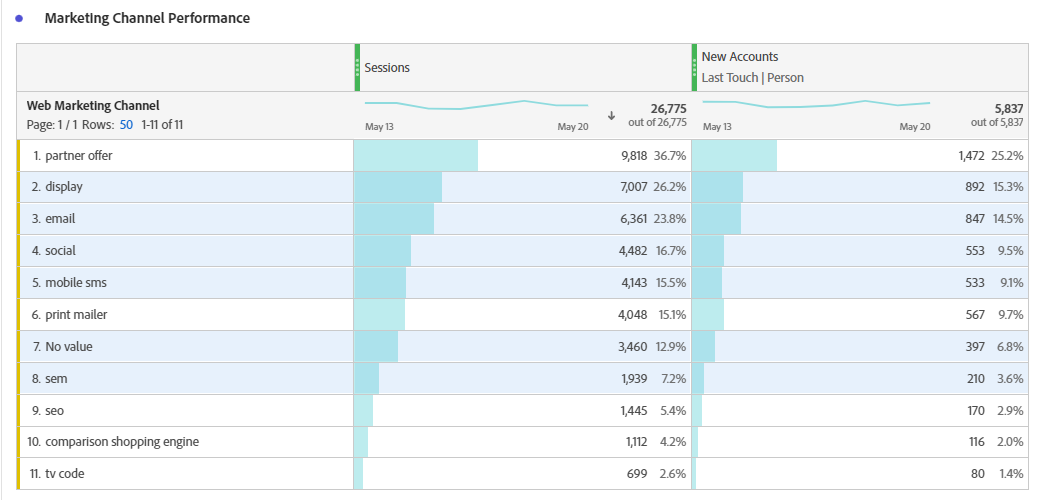 Marketing Channel Performance
Sessions
New Accounts
Last Touch | Person
Web Marketing Channel
Page: 1 / 1 Rows: 50 1-11 of 11
May 13 May 20
26,775
out of 26,775
May 13 May 20
5,837
out of 5,837
1. partner offer 9,818 36.7% 1,472 25.2%
2. display 7,007 26.2% 892 15.3%
3. email 6,361 23.8% 847 14.5%
4. social 4,482 16.7% 553 9.5%
5. mobile sms 4,143 15.5% 533 9.1%
6. print mailer 4,048 15.1% 567 9.7%
7. No value 3,460 12.9% 397 6.8%
8. sem 1,939 7.2% 210 3.6%
9. seo 1,445 5.4% 170 2.9%
10. comparison shopping engine 1,112 4.2% 116 2.0%
11. tv code 699 2.6% 80 1.4%